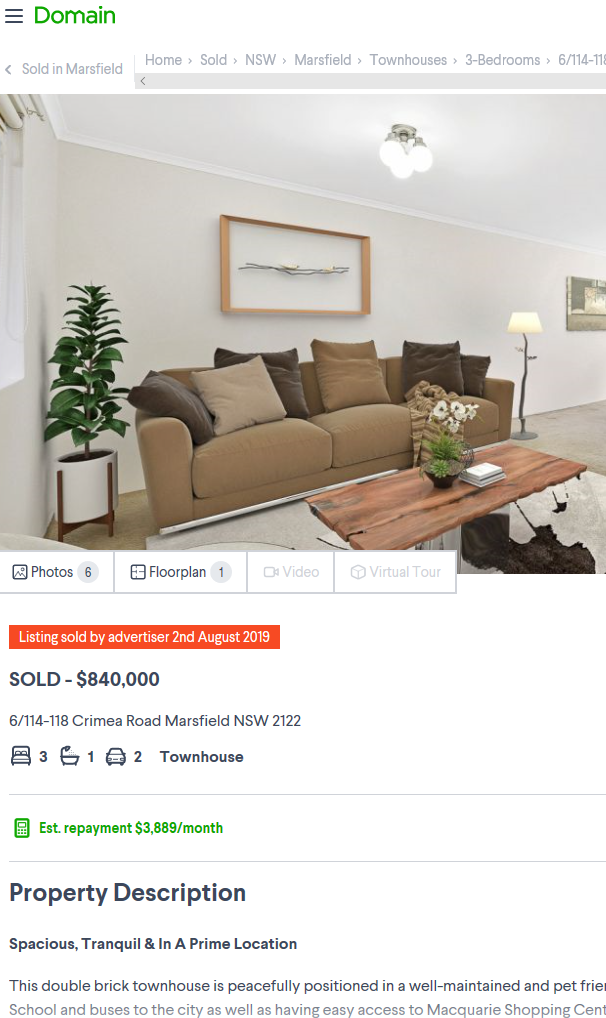 Domain
Sold in Marsfield
Home › Sold › NSW › Marsfield › Townhouses › 3-Bedrooms › 6/114-118
Photos 6
Floorplan 1
Video
Virtual Tour
Listing sold by advertiser 2nd August 2019
SOLD - $840,000
6/114-118 Crimea Road Marsfield NSW 2122
3 1 2 Townhouse
Est. repayment $3,889/month
Property Description
Spacious, Tranquil & In A Prime Location
This double brick townhouse is peacefully positioned in a well-maintained and pet frie
School and buses to the city as well as having easy access to Macquarie Shopping Cent